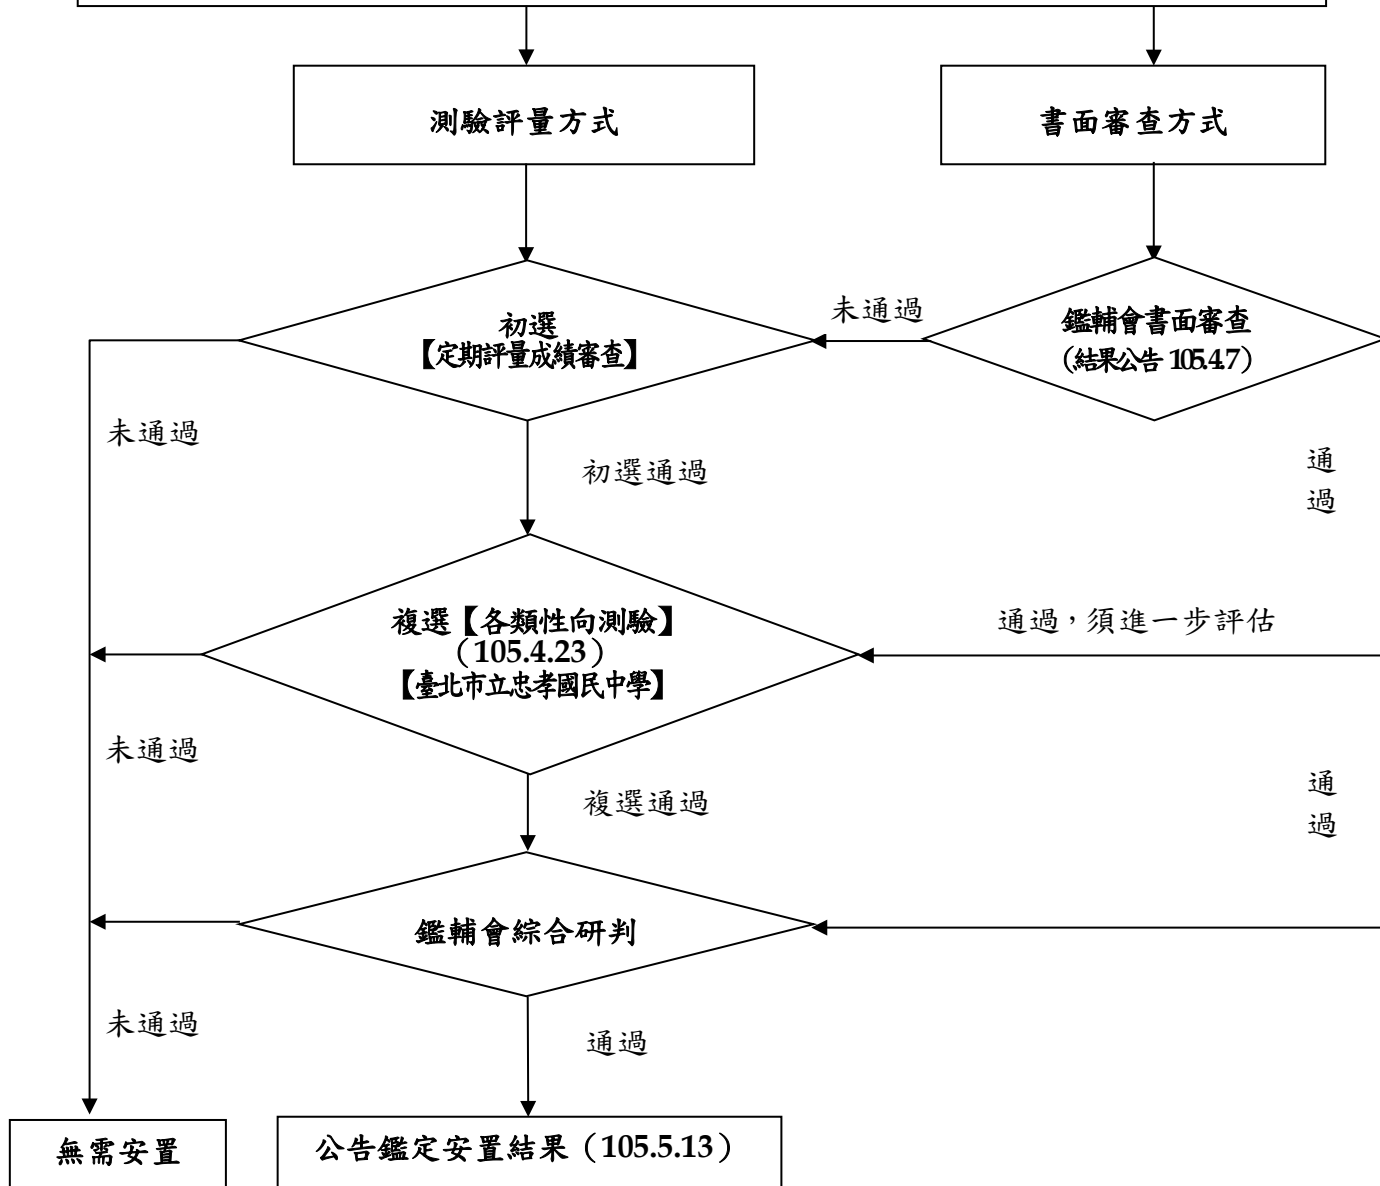 測驗評量方式
書面審查方式
初選
【定期評量成績審查】
未通過
鑑輔會書面審查
（結果公告 105.4.7）
未通過
初選通過
通
過
複選【各類性向測驗】
（105.4.23）
【臺北市立忠孝國民中學】
通過，須進一步評估
未通過
複選通過
通
過
鑑輔會綜合研判
未通過
通過
無需安置
公告鑑定安置結果（105.5.13）